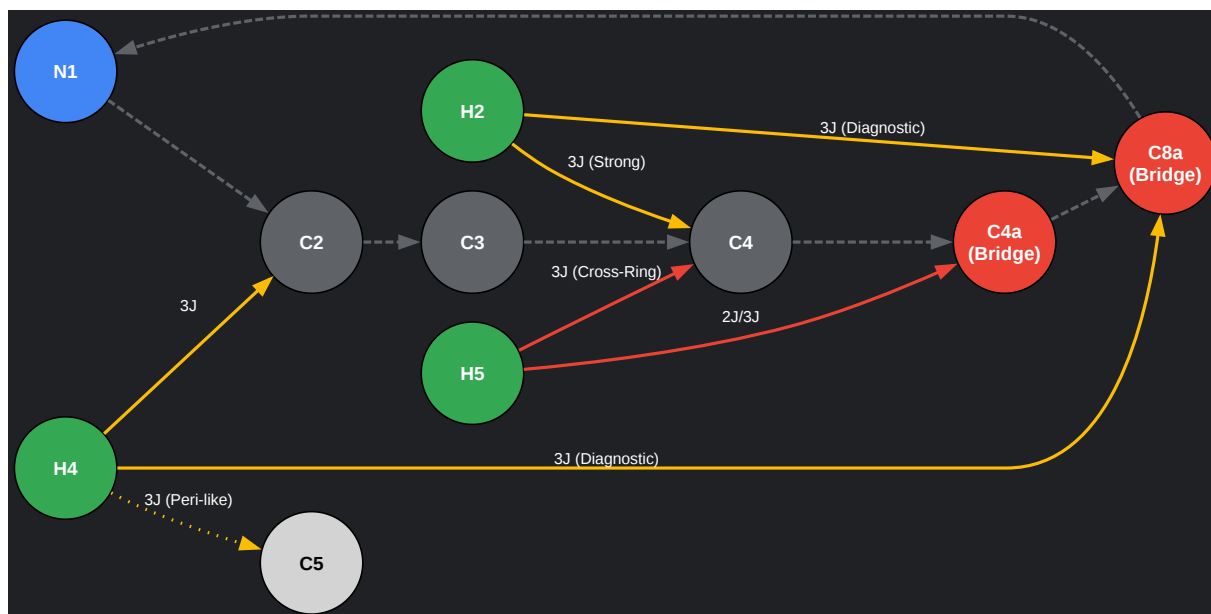 N1
H2
3J (Diagnostic)
C8a
(Bridge)
3J (Strong)
C2
C3
C4
C4a
(Bridge)
3J (Cross-Ring)
3J
2J/3J
H5
H4
3J (Diagnostic)
3J (Peri-like)
C5